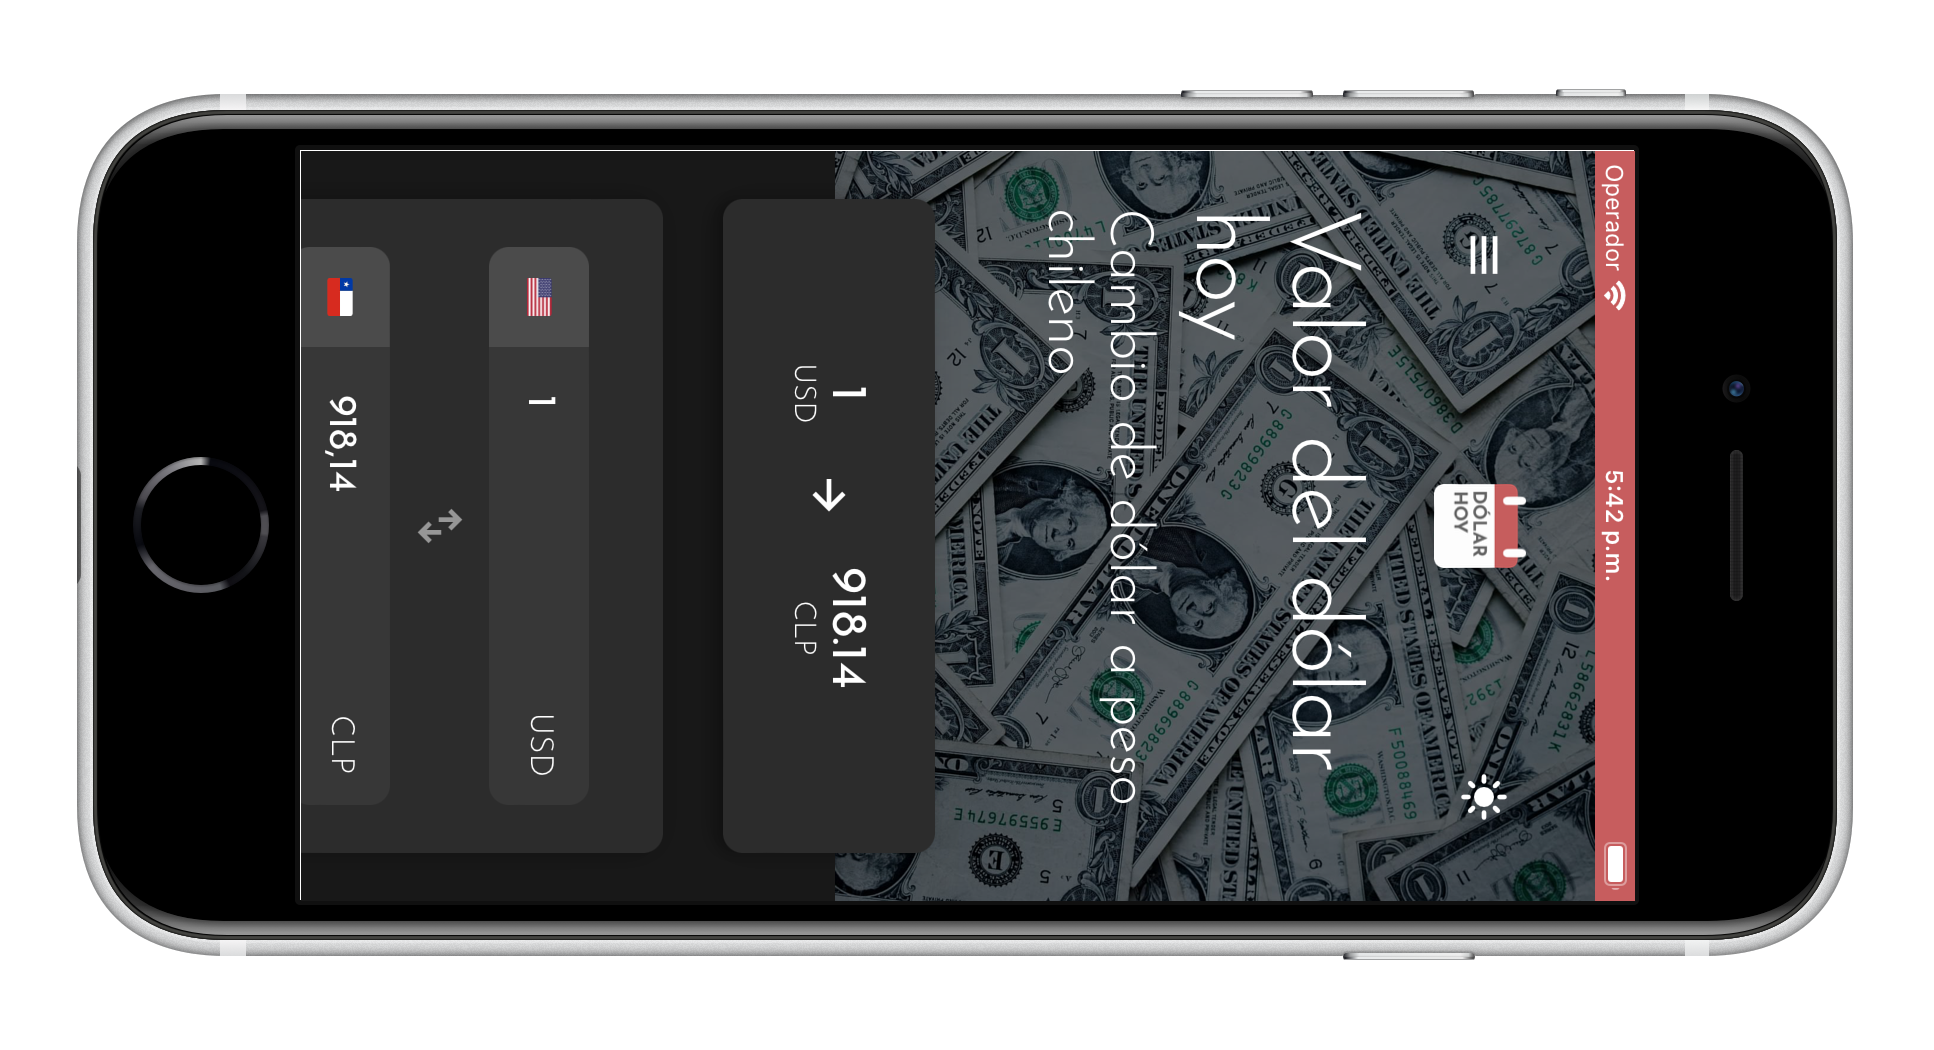 Operador
5:42 p.m.
DÓLAR
HOY
Valor del dólar
hoy
Cambio de dólar a peso
chileno
1
USD
918.14
CLP
1
USD
918,14
CLP